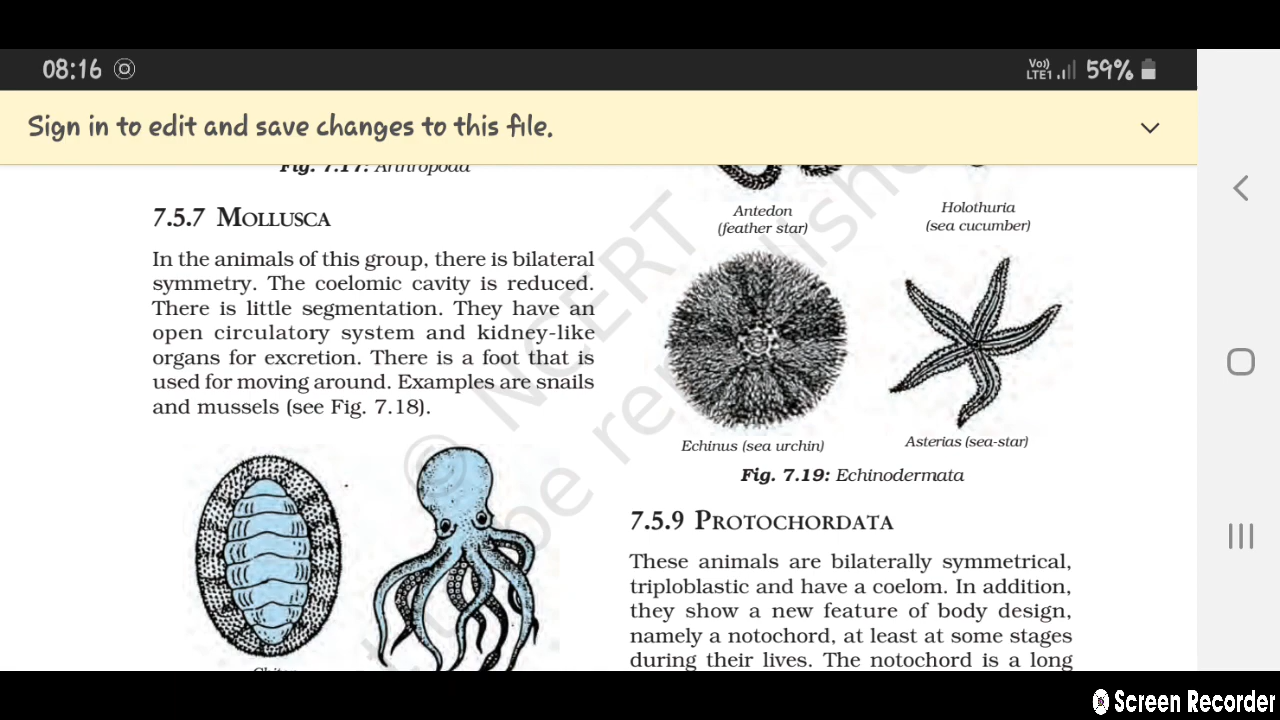 08:16
Vo))
LTE1
59%
Sign in to edit and save changes to this file.
Fig. 7.17: Arthropoda
7.5.7 MOLLUSCA
In the animals of this group, there is bilateral
symmetry. The coelomic cavity is reduced.
There is little segmentation. They have an
open circulatory system and kidney-like
organs for excretion. There is a foot that is
used for moving around. Examples are snails
and mussels (see Fig. 7.18).
Antedon
(feather star)
Holothuria
(sea cucumber)
Echinus (sea urchin)
Asterias (sea-star)
Fig. 7.19: Echinodermata
7.5.9 PROTOCHORDATA
These animals are bilaterally symmetrical,
triploblastic and have a coelom. In addition,
they show a new feature of body design,
namely a notochord, at least at some stages
during their lives. The notochord is a long
© NCERT
be republished
Screen Recorder